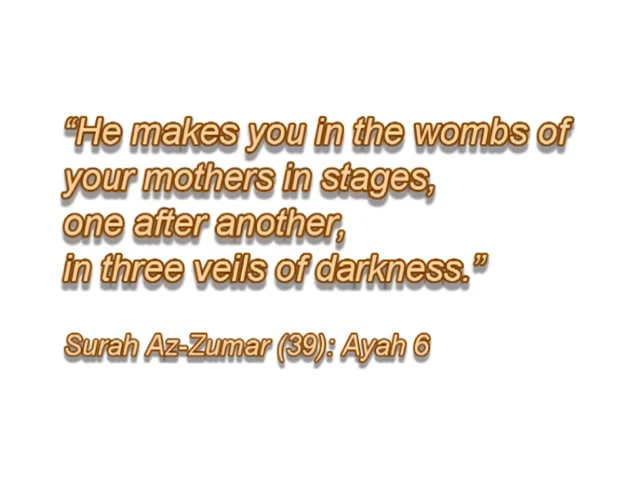 “He makes you in the wombs of
your mothers in stages,
one after another,
in three veils of darkness.”
Surah Az-Zumar (39): Ayah 6